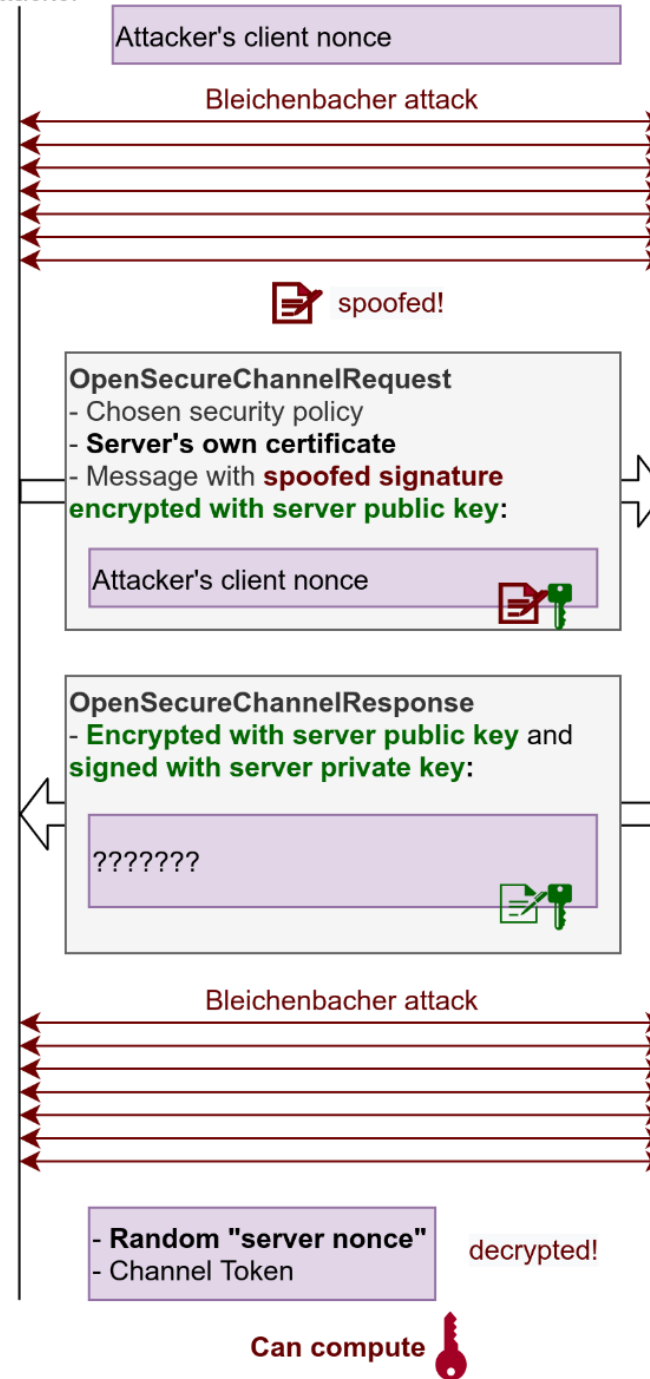 Attacker's client nonce
Bleichenbacher attack
spoofed!
OpenSecureChannelRequest
- Chosen security policy
- Server's own certificate
- Message with spoofed signature
encrypted with server public key:
Attacker's client nonce
OpenSecureChannelResponse
- Encrypted with server public key and
signed with server private key:
???????
Bleichenbacher attack
- Random "server nonce"
- Channel Token
decrypted!
Can compute